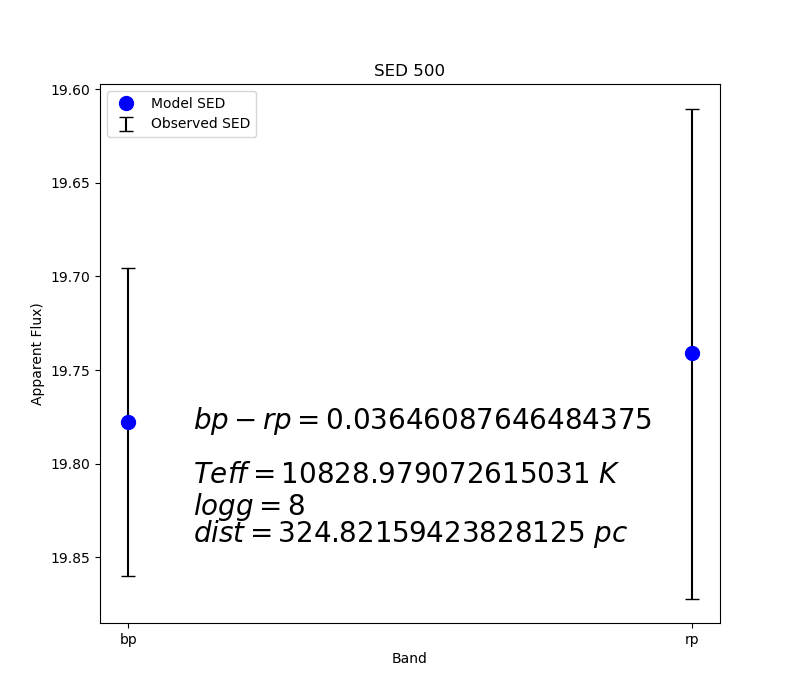 SED 500
19.60
19.65
19.70
19.75
19.80
19.85
Apparent Flux)
Model SED
Observed SED
bp − rp = 0.03646087646484375
Teff = 10828.979072615031 K
logg = 8
dist = 324.82159423828125 pc
bp
rp
Band